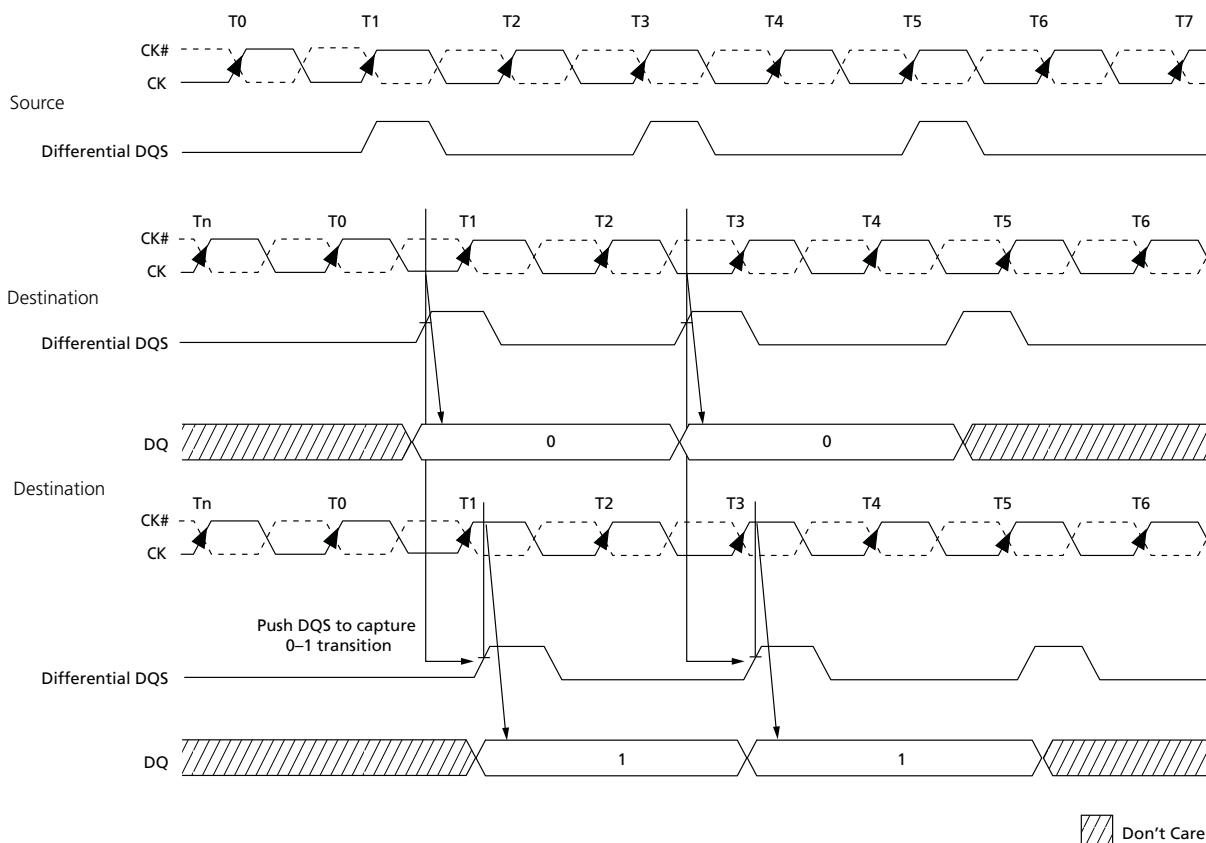 T0 T1 T2 T3 T4 T5 T6 T7
CK#
CK
Source
Differential DQS
Tn T0 T1 T2 T3 T4 T5 T6
CK#
CK
Destination
Differential DQS
DQ 0 0
Destination
Tn T0 T1 T2 T3 T4 T5 T6
CK#
CK
Push DQS to capture
0–1 transition
Differential DQS
DQ 1 1
Don't Care